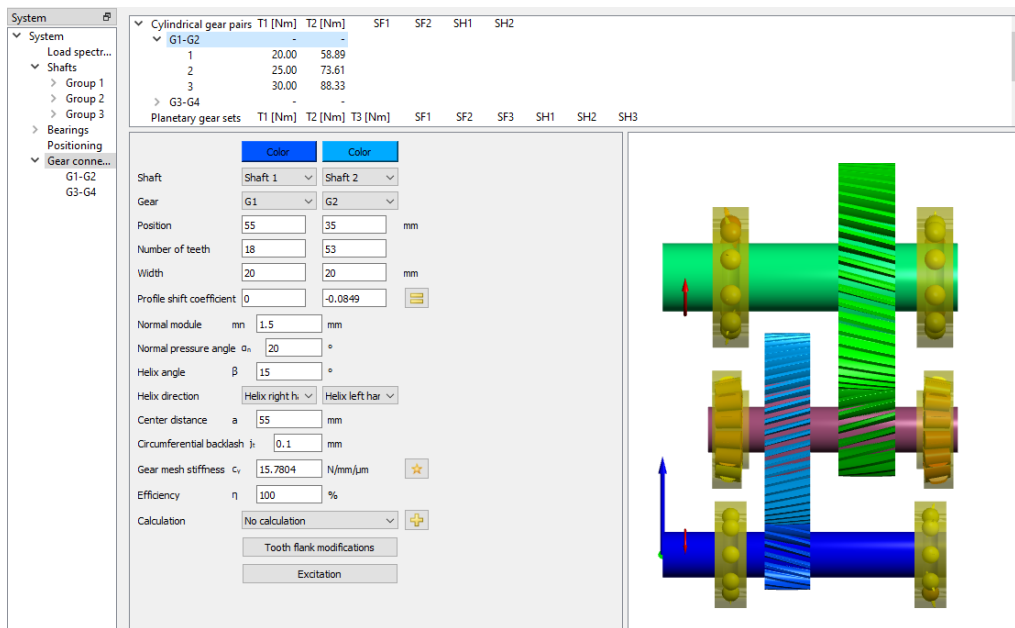 System
System
Load spectr...
Shafts
Group 1
Group 2
Group 3
Bearings
Positioning
Gear conne...
G1-G2
G3-G4
Cylindrical gear pairs T1 [Nm] T2 [Nm] SF1 SF2 SH1 SH2
G1-G2 - -
1 20.00 58.89
2 25.00 73.61
3 30.00 88.33
G3-G4 - -
Planetary gear sets T1 [Nm] T2 [Nm] T3 [Nm] SF1 SF2 SF3 SH1 SH2 SH3
Color Color
Shaft Shaft 1 Shaft 2
Gear G1 G2
Position 55 35 mm
Number of teeth 18 53
Width 20 20 mm
Profile shift coefficient 0 -0.0849
Normal module mn 1.5 mm
Normal pressure angle αₙ 20 °
Helix angle β 15 °
Helix direction Helix right h Helix left har
Center distance a 55 mm
Circumferential backlash jₜ 0.1 mm
Gear mesh stiffness cᵧ 15.7804 N/mm/μm
Efficiency η 100 %
Calculation No calculation
Tooth flank modifications
Excitation